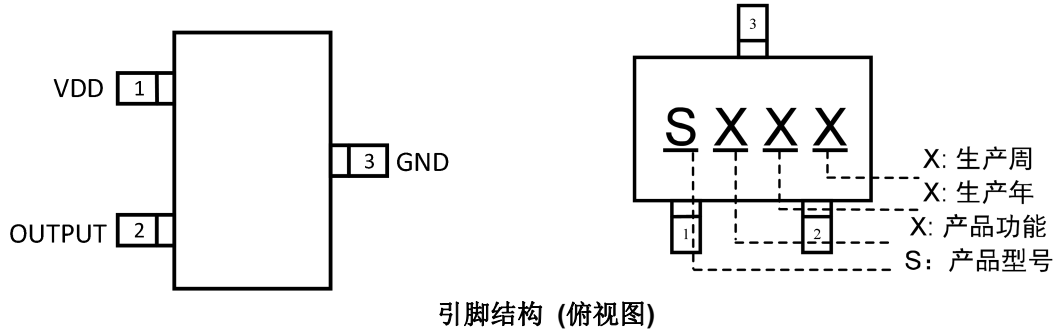 VDD
1
OUTPUT
2
3
GND
3
SXXX
1
2
X: 生产周
X: 生产年
X: 产品功能
S：产品型号
引脚结构 (俯视图)